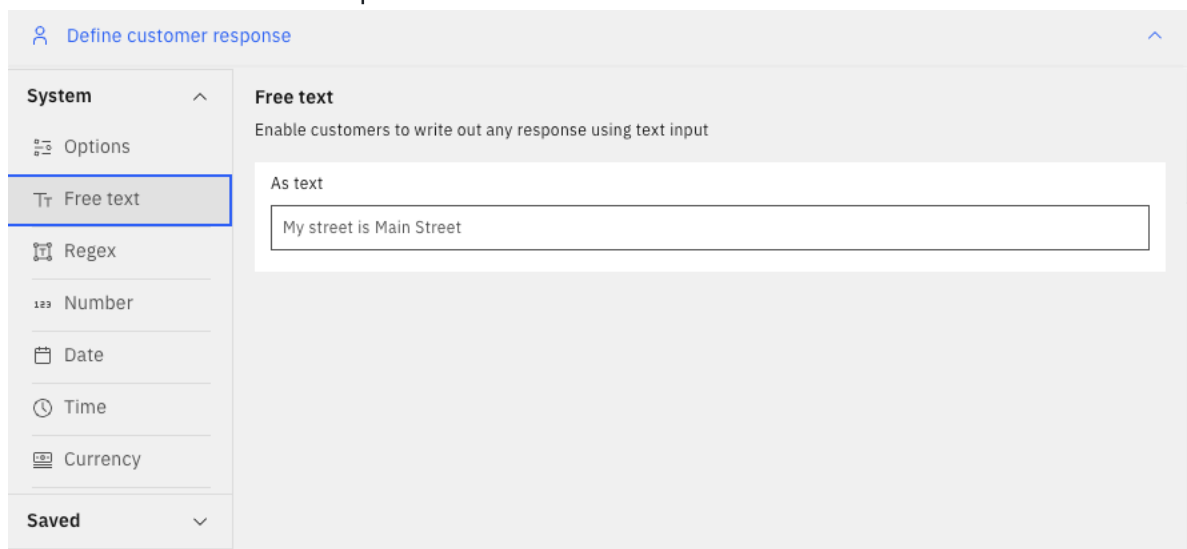 Define customer response
System
Options
Free text
Regex
123 Number
Date
Time
Currency
Saved
Free text
Enable customers to write out any response using text input
As text
My street is Main Street